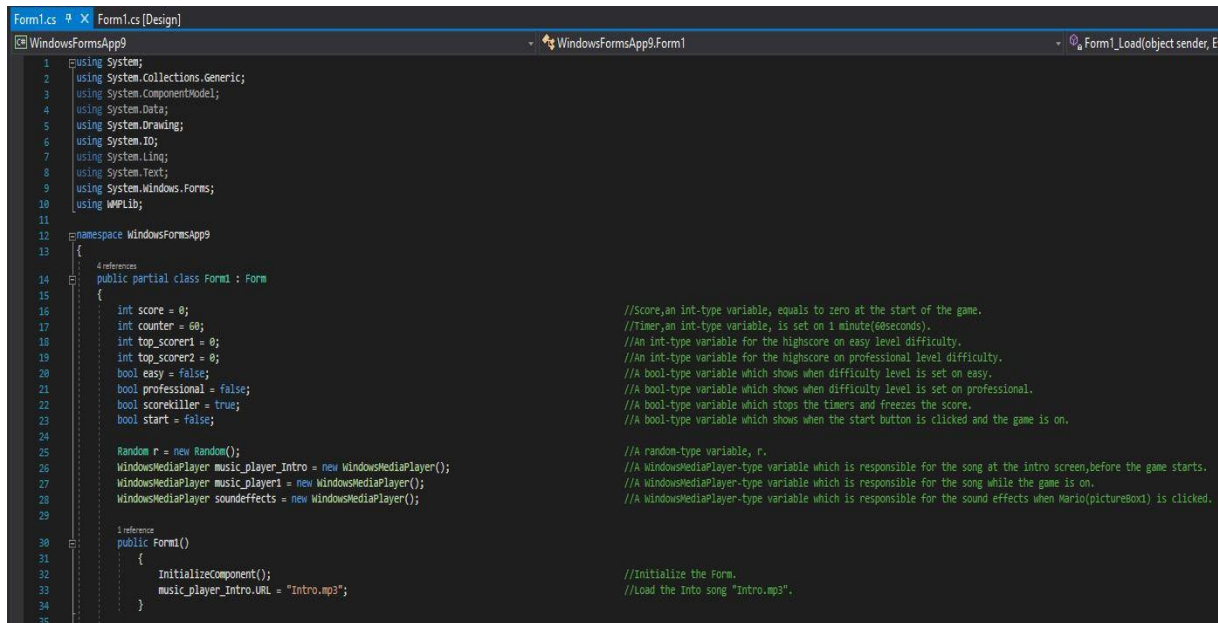 Form1.cs Form1.cs [Design]
C# WindowsFormsApp9 WindowsFormsApp9.Form1 Form1_Load(object sender, E
1 using System;
2 using System.Collections.Generic;
3 using System.ComponentModel;
4 using System.Data;
5 using System.Drawing;
6 using System.IO;
7 using System.Linq;
8 using System.Text;
9 using System.Windows.Forms;
10 using WMPLib;
11
12 namespace WindowsFormsApp9
13 {
4 references
14 public partial class Form1 : Form
15 {
16 int score = 0; //Score,an int-type variable, equals to zero at the start of the game.
17 int counter = 60; //Timer,an int-type variable, is set on 1 minute(60seconds).
18 int top_scorer1 = 0; //An int-type variable for the highscore on easy level difficulty.
19 int top_scorer2 = 0; //An int-type variable for the highscore on professional level difficulty.
20 bool easy = false; //A bool-type variable which shows when difficulty level is set on easy.
21 bool professional = false; //A bool-type variable which shows when difficulty level is set on professional.
22 bool scorekiller = true; //A bool-type variable which stops the timers and freezes the score.
23 bool start = false; //A bool-type variable which shows when the start button is clicked and the game is on.
24
25 Random r = new Random(); //A random-type variable, r.
26 WindowsMediaPlayer music_player_Intro = new WindowsMediaPlayer(); //A WindowsMediaPlayer-type variable which is responsible for the song at the intro screen,before the game starts.
27 WindowsMediaPlayer music_player1 = new WindowsMediaPlayer(); //A WindowsMediaPlayer-type variable which is responsible for the song while the game is on.
28 WindowsMediaPlayer soundeffects = new WindowsMediaPlayer(); //A WindowsMediaPlayer-type variable which is responsible for the sound effects when Mario(pictureBox1) is clicked.
29
1 reference
30 public Form1()
31 {
32 InitializeComponent(); //Initialize the Form.
33 music_player_Intro.URL = "Intro.mp3"; //Load the Into song "Intro.mp3".
34 }
35